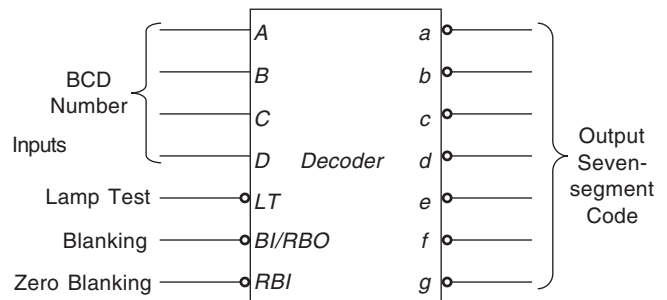 BCD
Number
Inputs
Lamp Test
Blanking
Zero Blanking
A
B
C
D
Decoder
LT
BI/RBO
RBI
a
b
c
d
e
f
g
Output
Seven-
segment
Code